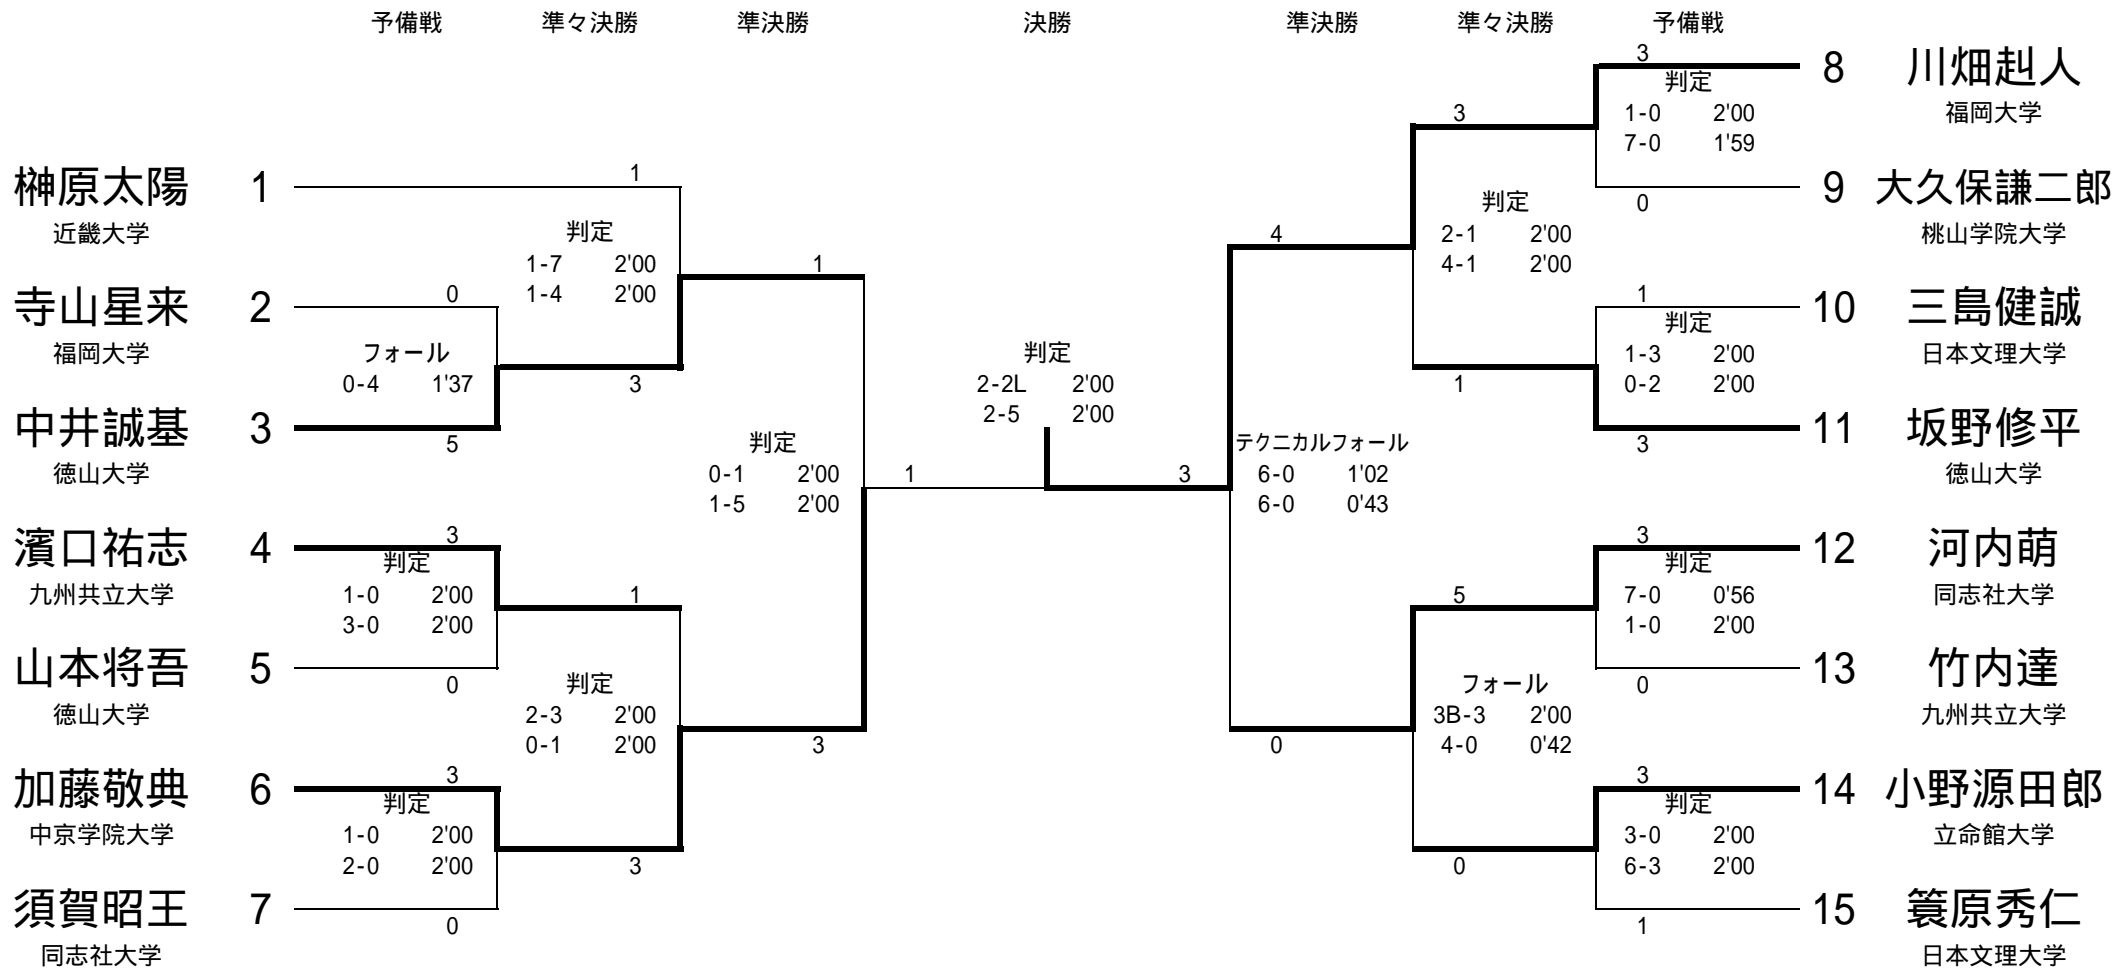 予備戦 準々決勝 準決勝 決勝 準決勝 準々決勝 予備戦
3
8 川畑赳人
判定
1-0 2'00
福岡大学
3
7-0 1'59
榊原太陽 1
1
9 大久保謙二郎
0
近畿大学
判定
1-7 2'00
1-4 2'00
1
4
判定
2-1 2'00
4-1 2'00
桃山学院大学
寺山星来 2
0
1
10 三島健誠
福岡大学
フォール
0-4 1'37
3
判定
2-2L 2'00
2-5 2'00
1
判定
1-3 2'00
0-2 2'00
日本文理大学
中井誠基 3
5
3
11 坂野修平
徳山大学
判定
0-1 2'00
1-5 2'00
1
3
テクニカルフォール
6-0 1'02
6-0 0'43
徳山大学
濱口祐志 4
3
3
12 河内萌
九州共立大学
判定
1-0 2'00
3-0 2'00
1
5
判定
7-0 0'56
1-0 2'00
同志社大学
山本将吾 5
0
0
13 竹内達
徳山大学
判定
2-3 2'00
0-1 2'00
3
0
フォール
3B-3 2'00
4-0 0'42
九州共立大学
加藤敬典 6
3
3
14 小野源田郎
中京学院大学
判定
1-0 2'00
2-0 2'00
3
0
判定
3-0 2'00
6-3 2'00
立命館大学
須賀昭王 7
0
1
15 簑原秀仁
同志社大学
日本文理大学